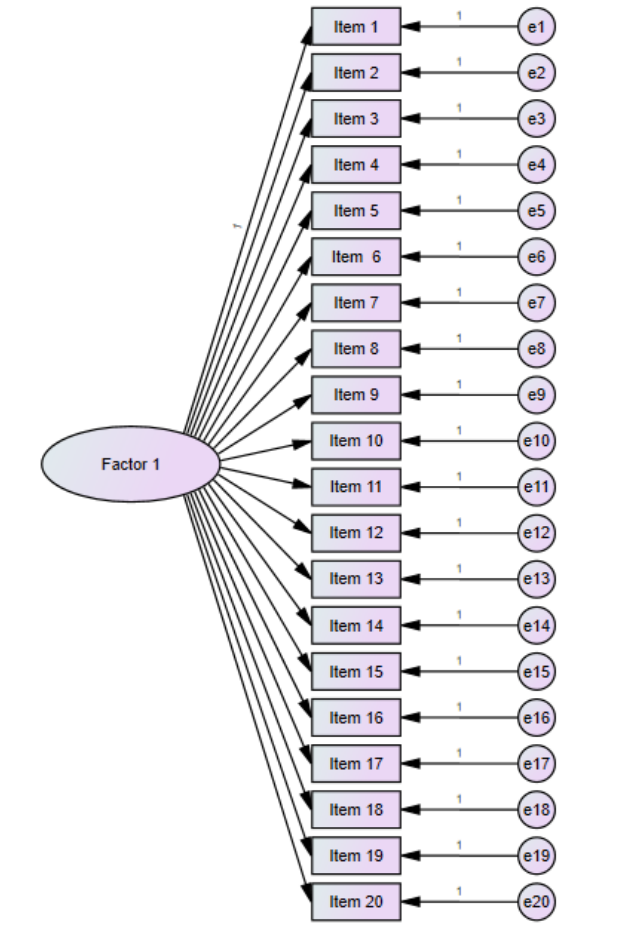 Item 1 1 e1
Item 2 1 e2
Item 3 1 e3
Item 4 1 e4
1
Item 5 1 e5
Item  6 1 e6
Item 7 1 e7
Item 8 1 e8
Item 9 1 e9
Item 10 1 e10
Factor 1
Item 11 1 e11
Item 12 1 e12
Item 13 1 e13
Item 14 1 e14
Item 15 1 e15
Item 16 1 e16
Item 17 1 e17
Item 18 1 e18
Item 19 1 e19
Item 20 1 e20